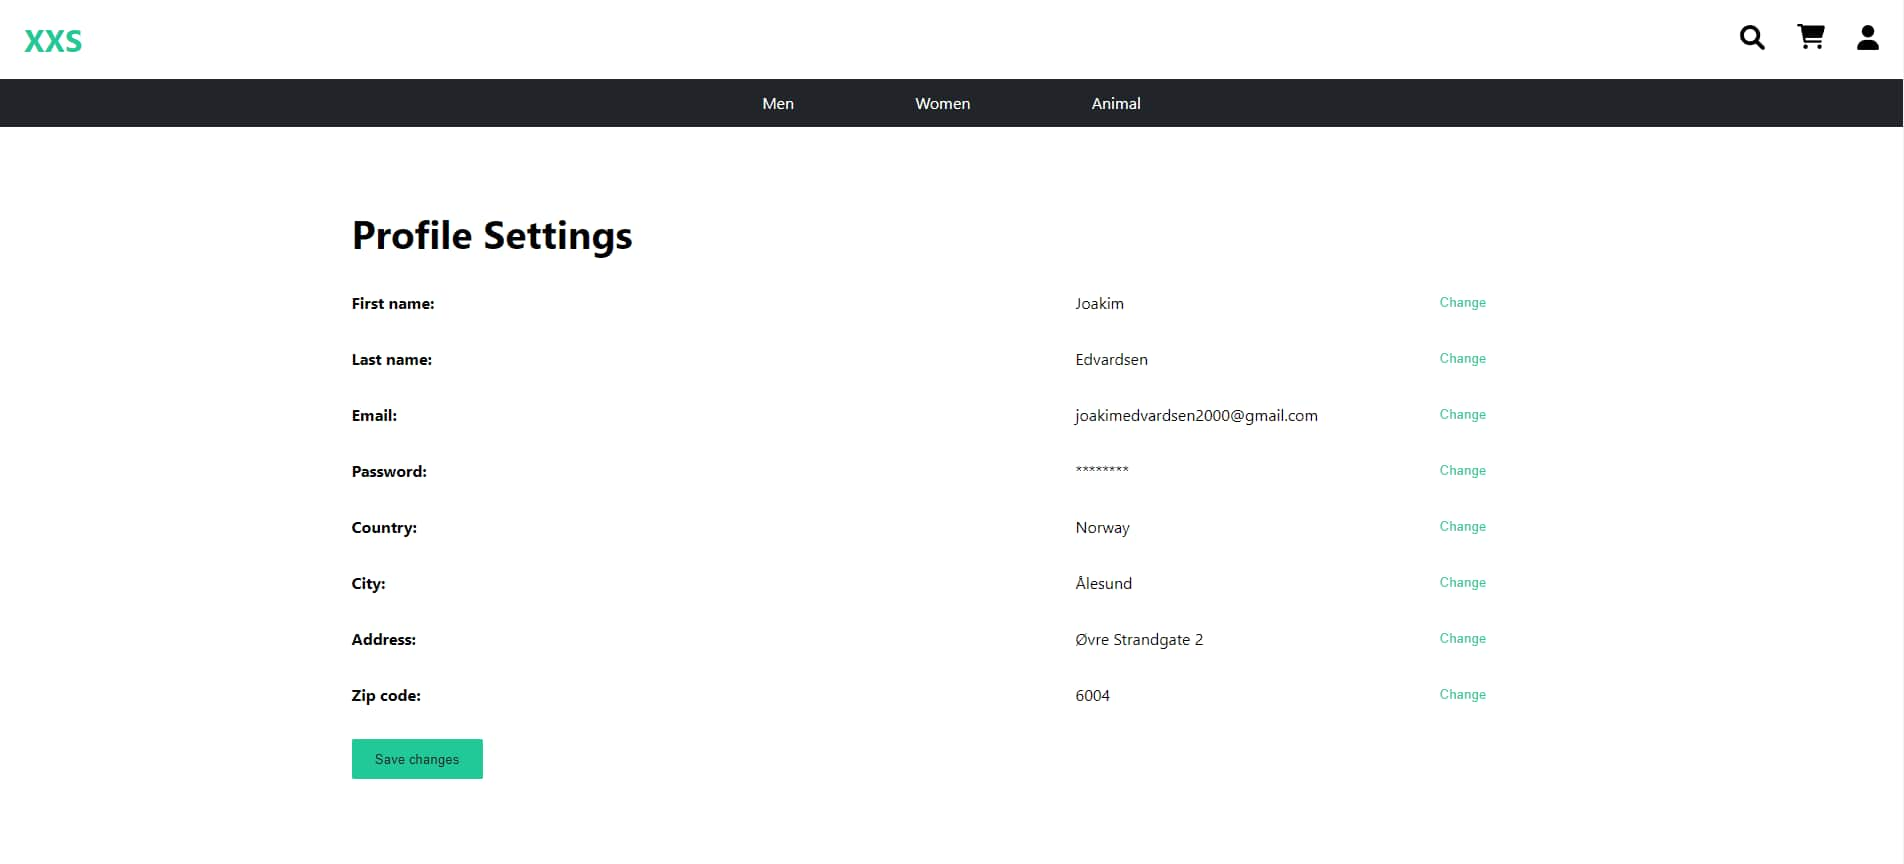 XXS
Men Women Animal
Profile Settings
First name: Joakim Change
Last name: Edvardsen Change
Email: joakimedvardsen2000@gmail.com Change
Password: ******** Change
Country: Norway Change
City: Ålesund Change
Address: Øvre Strandgate 2 Change
Zip code: 6004 Change
Save changes